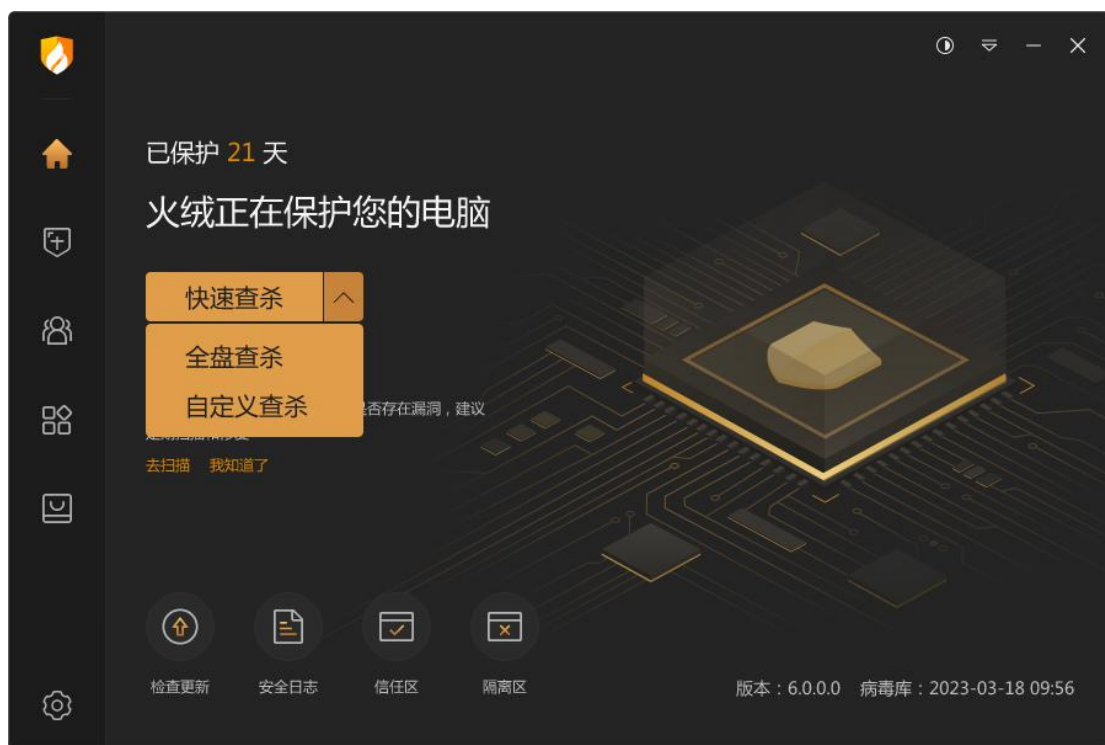 已保护 21 天
火绒正在保护您的电脑
快速查杀
全盘查杀
自定义查杀
是否存在漏洞，建议
去扫描 我知道了
检查更新 安全日志 信任区 隔离区
版本：6.0.0.0 病毒库：2023-03-18 09:56